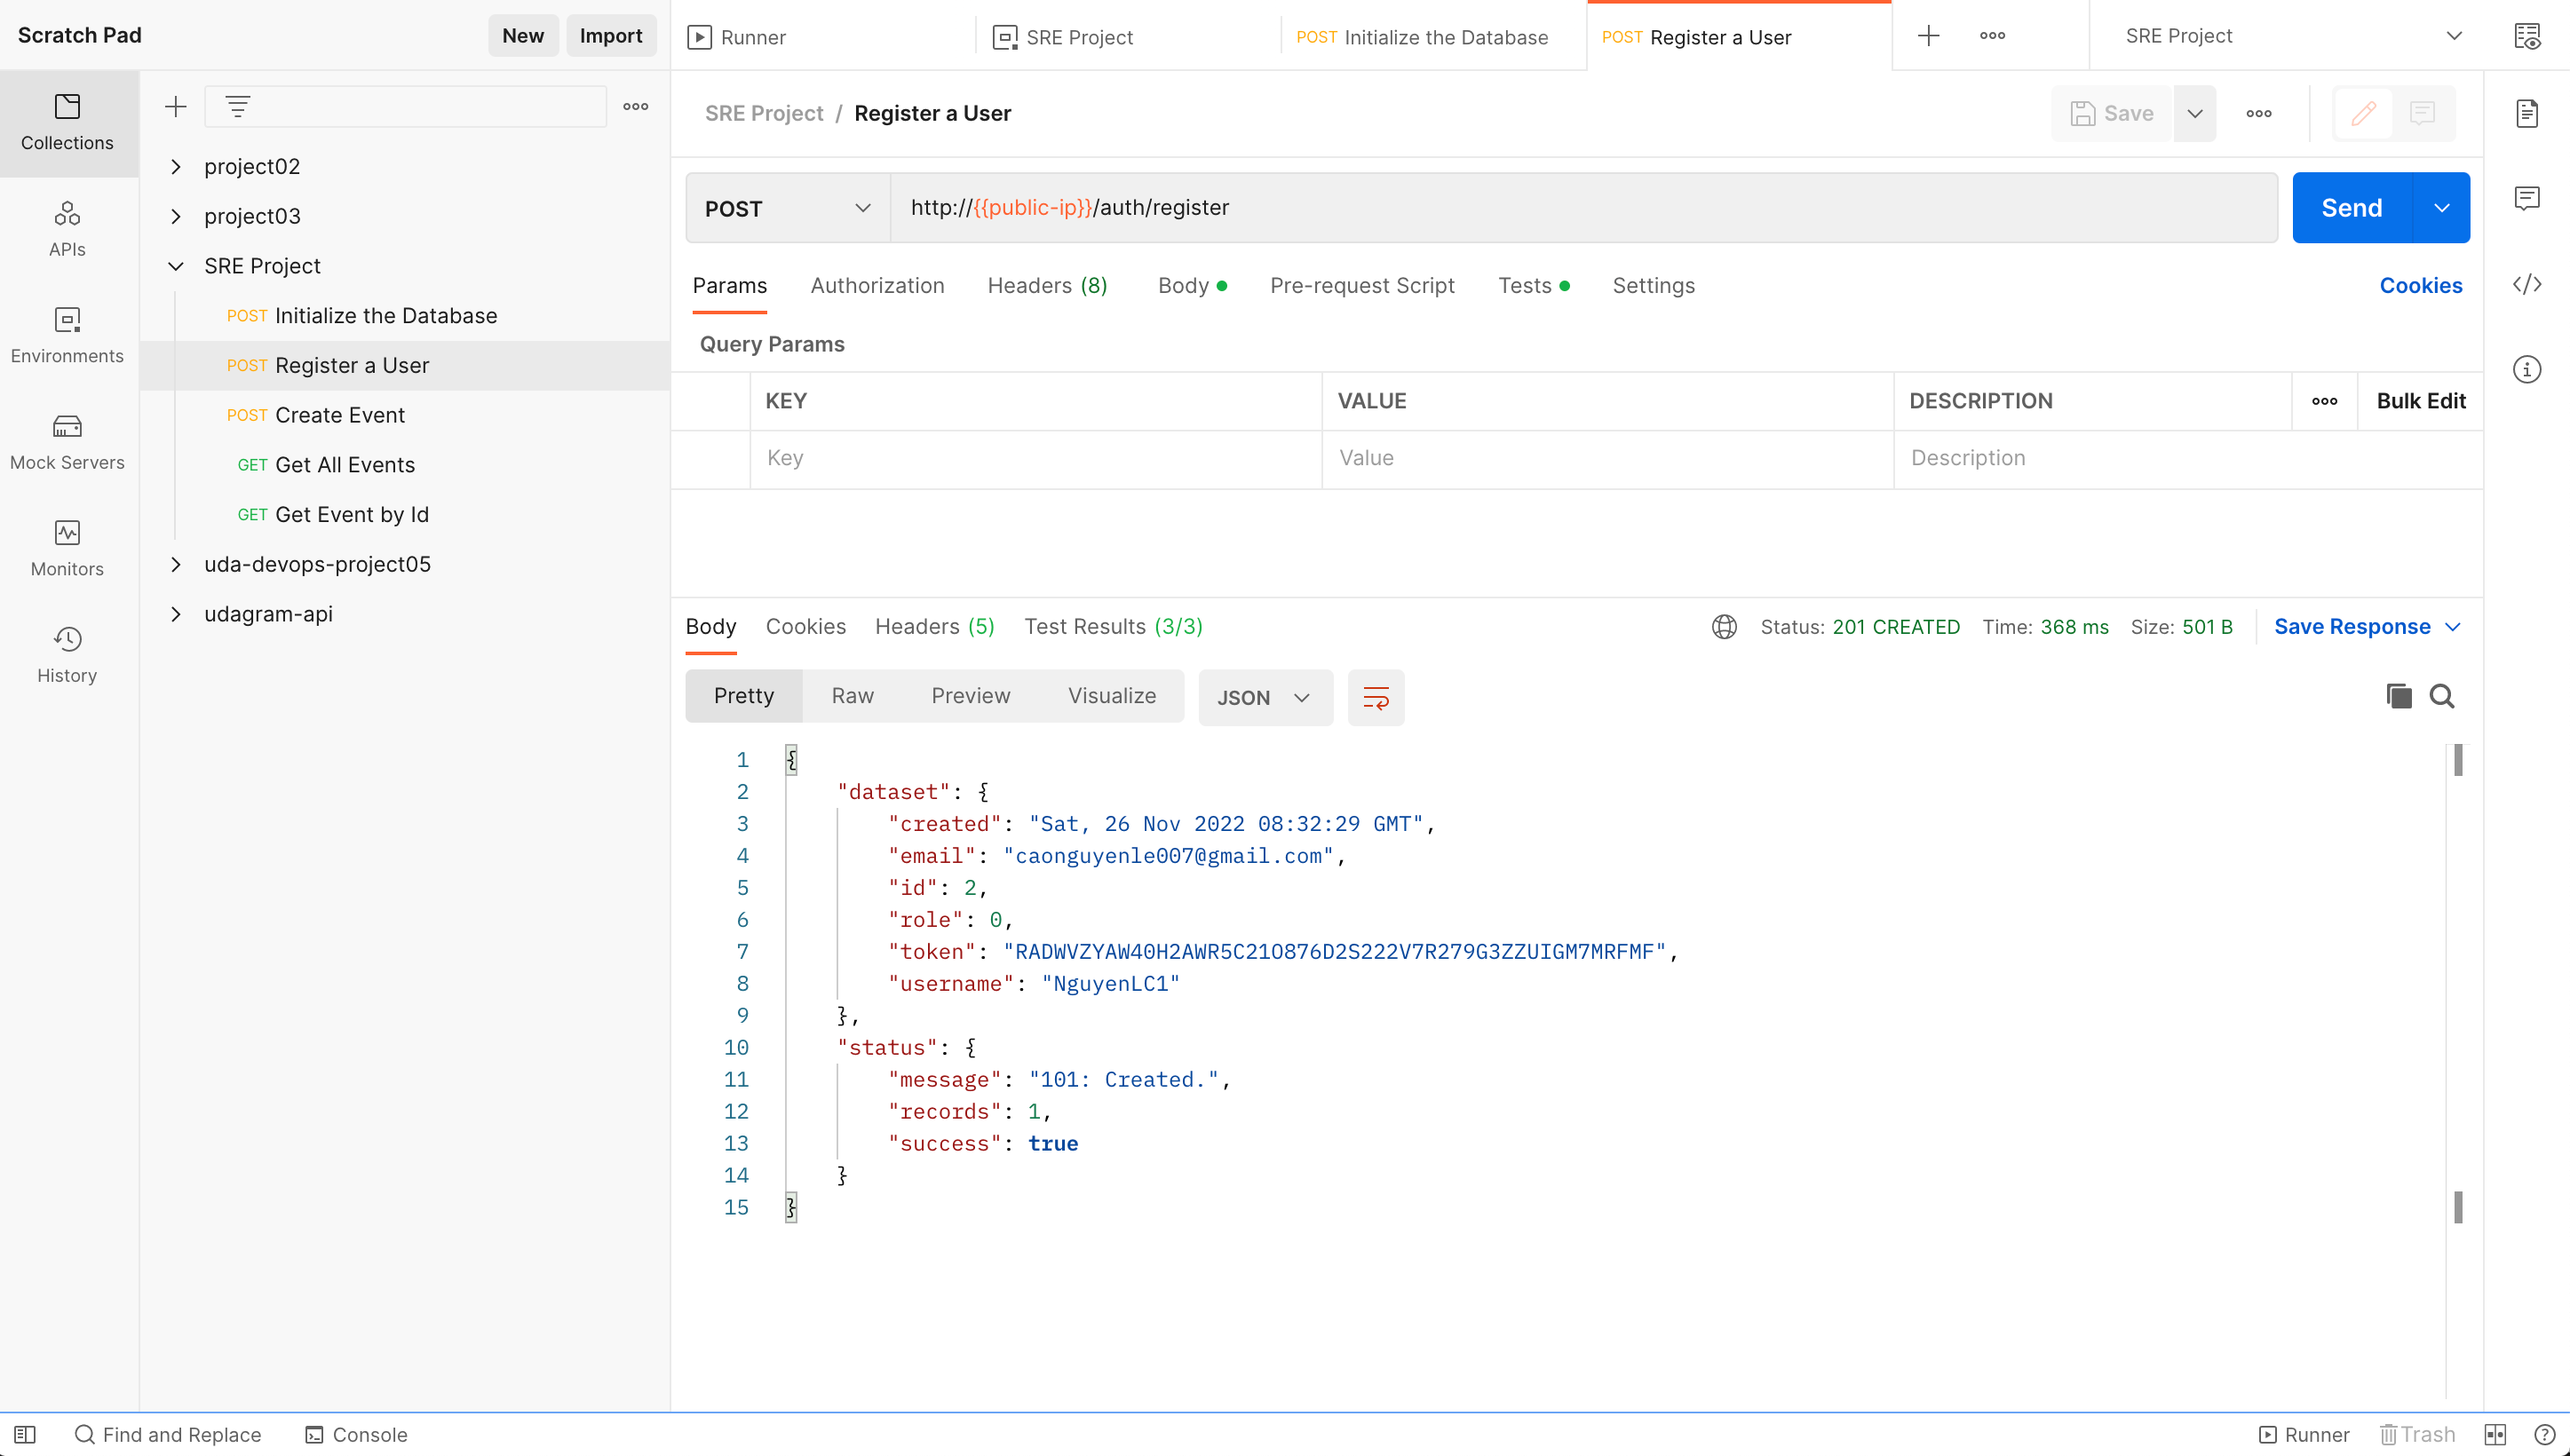 Scratch Pad
New
Import
Runner
SRE Project
POST Initialize the Database
POST Register a User
SRE Project
Collections
APIs
Environments
Mock Servers
Monitors
History
project02
project03
SRE Project
POST Initialize the Database
POST Register a User
POST Create Event
GET Get All Events
GET Get Event by Id
uda-devops-project05
udagram-api
SRE Project / Register a User
Save
POST
http://{{public-ip}}/auth/register
Send
Params
Authorization
Headers (8)
Body
Pre-request Script
Tests
Settings
Cookies
Query Params
KEY
VALUE
DESCRIPTION
Bulk Edit
Key
Value
Description
Body
Cookies
Headers (5)
Test Results (3/3)
Status: 201 CREATED
Time: 368 ms
Size: 501 B
Save Response
Pretty
Raw
Preview
Visualize
JSON
1 {
2 "dataset": {
3 "created": "Sat, 26 Nov 2022 08:32:29 GMT",
4 "email": "caonguyenle007@gmail.com",
5 "id": 2,
6 "role": 0,
7 "token": "RADWVZYAW40H2AWR5C21O876D2S222V7R279G3ZZUIGM7MRFMF",
8 "username": "NguyenLC1"
9 },
10 "status": {
11 "message": "101: Created.",
12 "records": 1,
13 "success": true
14 }
15 }
Find and Replace
Console
Runner
Trash